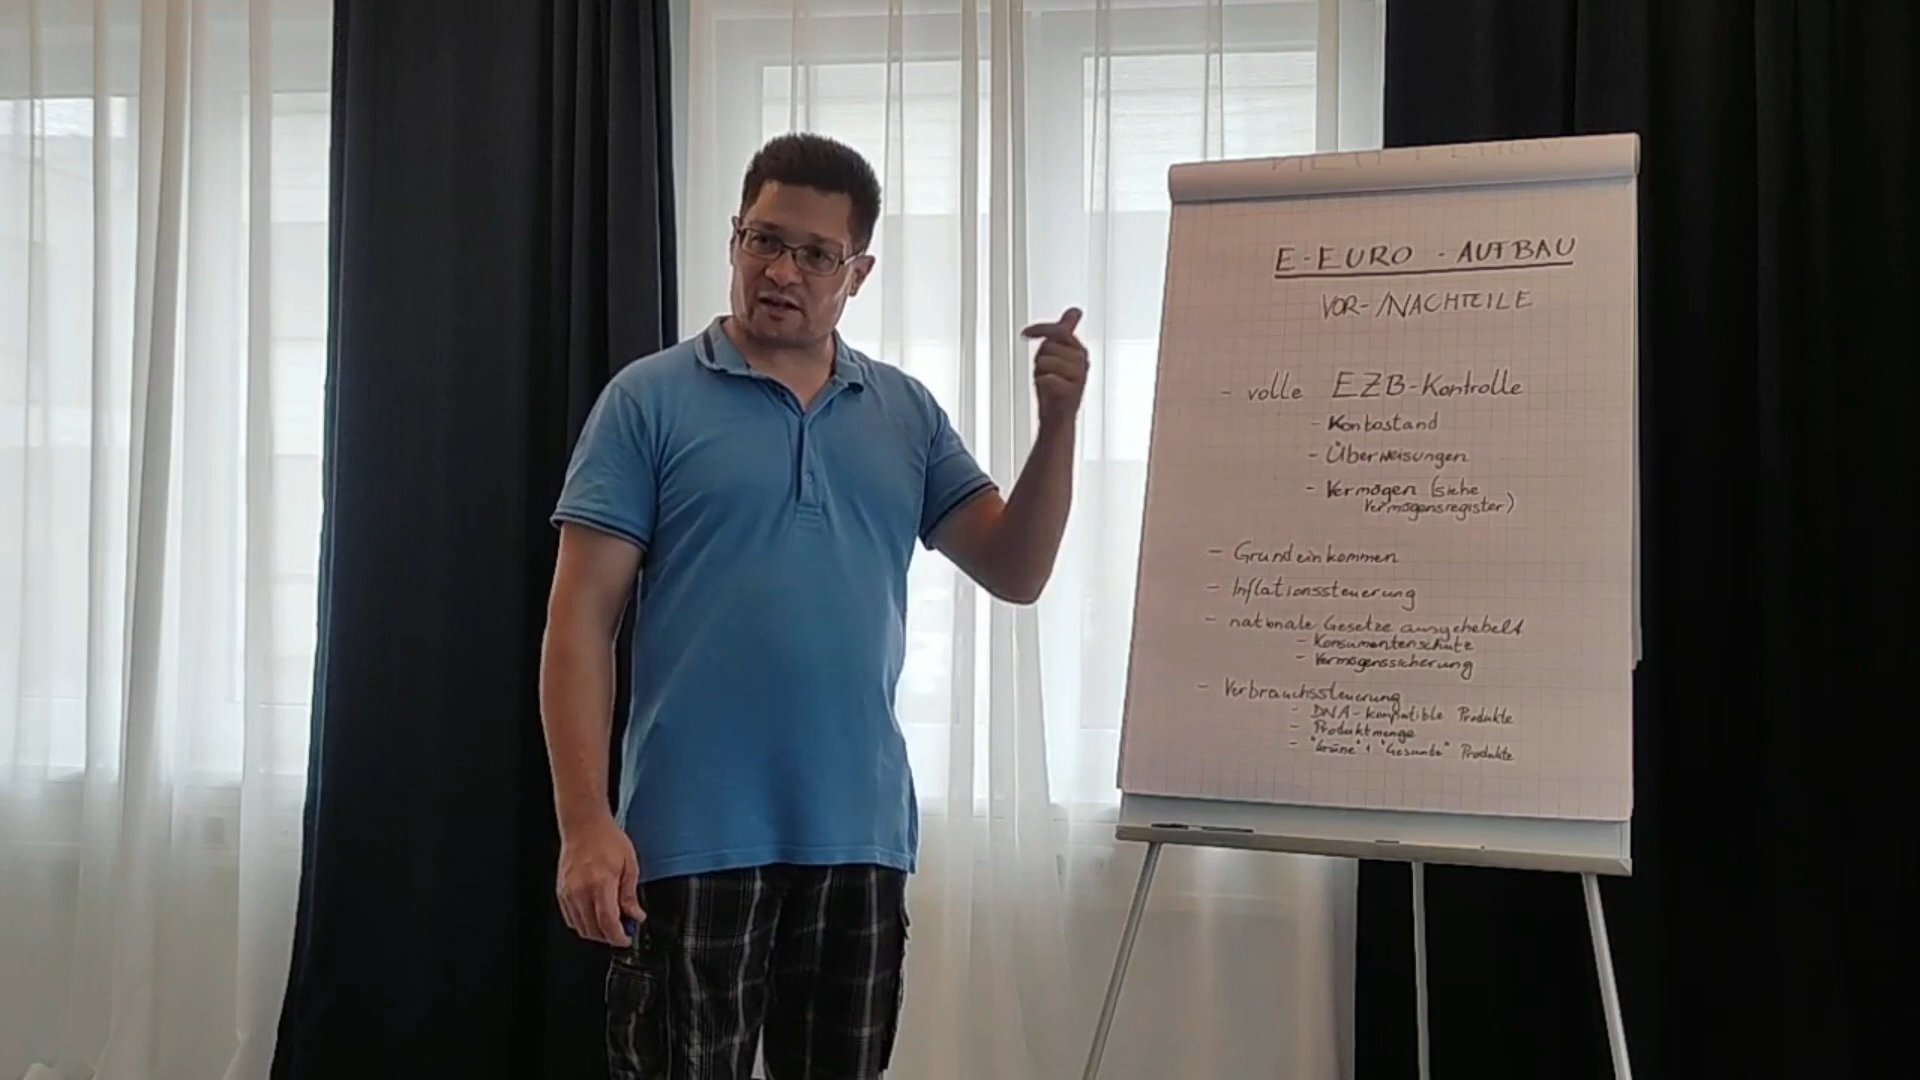 E-EURO - AUFBAU
VOR-/NACHTEILE
- volle EZB-Kontrolle
- Kontostand
- Überweisungen
- Vermögen (siehe
Vermögensregister)
- Grundeinkommen
- Inflationssteuerung
- nationale Gesetze ausgehebelt
- Konsumentenschutz
- Vermögenssicherung
- Verbrauchssteuerung
- DNA-kompatible Produkte
- Produktmenge
- "Grüne" + "Gesunde" Produkte